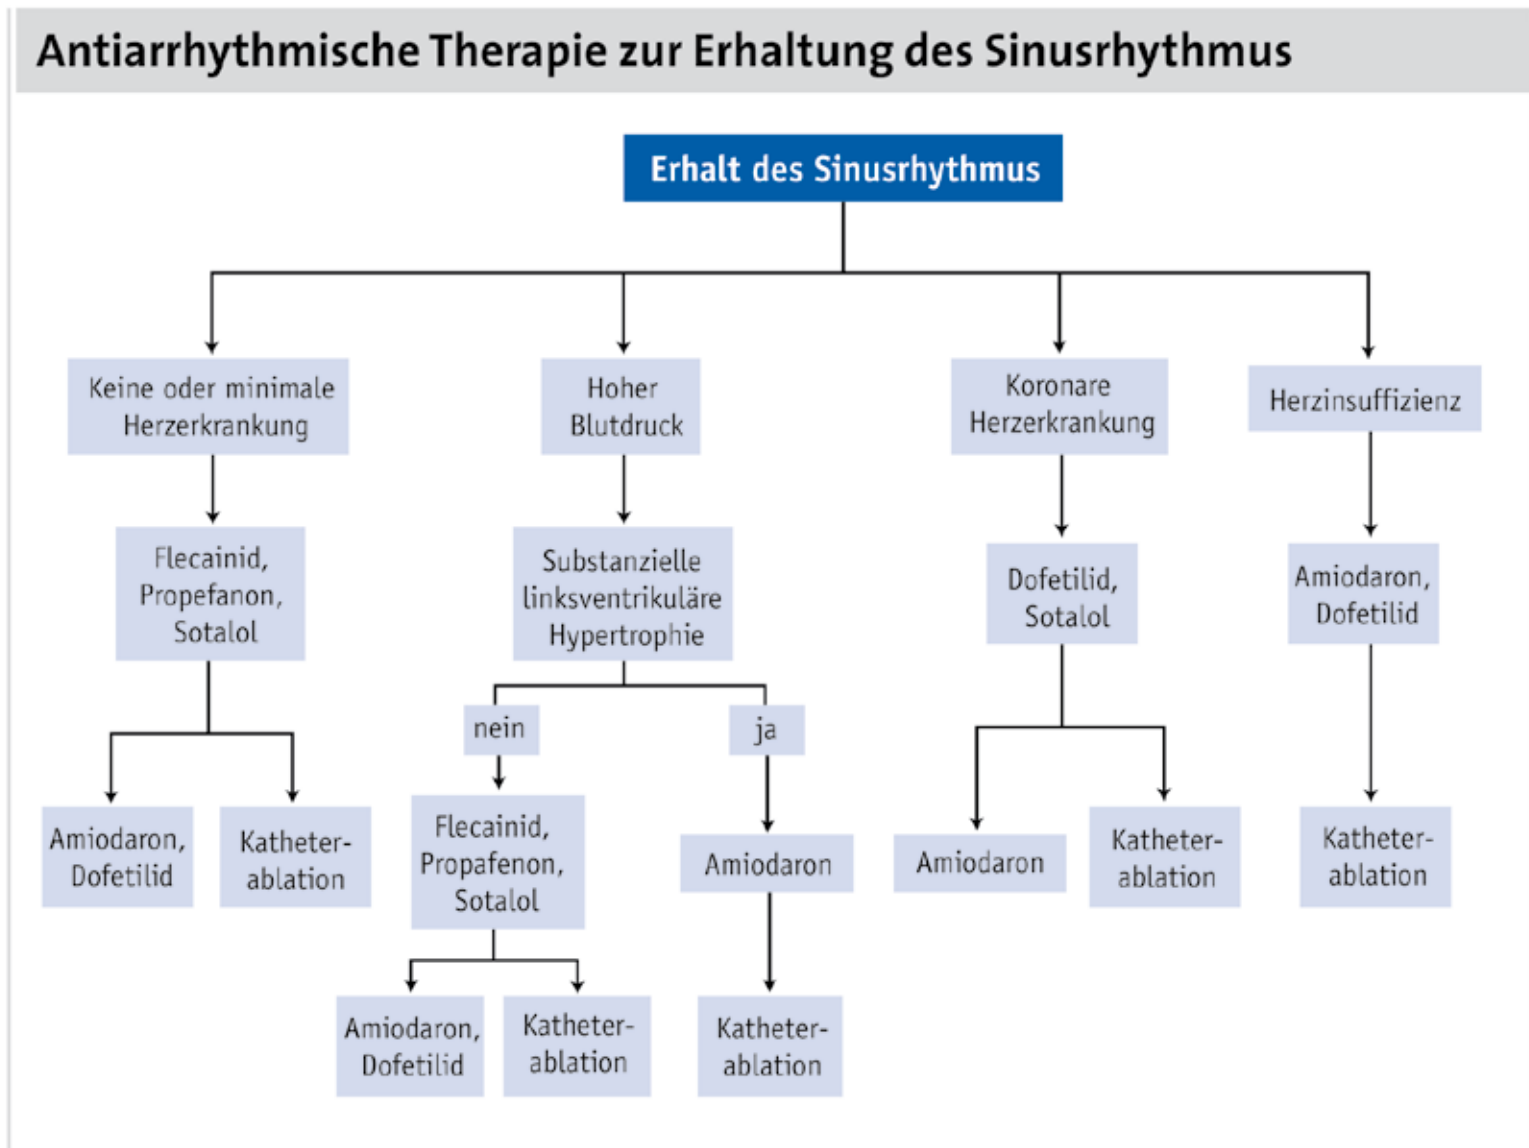 Antiarrhythmische Therapie zur Erhaltung des Sinusrhythmus
Erhalt des Sinusrhythmus
Keine oder minimale
Herzerkrankung
Hoher
Blutdruck
Koronare
Herzerkrankung
Herzinsuffizienz
Flecainid,
Propefanon,
Sotalol
Substanzielle
linksventrikuläre
Hypertrophie
Dofetilid,
Sotalol
Amiodaron,
Dofetilid
nein
ja
Amiodaron,
Dofetilid
Katheter-
ablation
Flecainid,
Propafenon,
Sotalol
Amiodaron
Amiodaron
Katheter-
ablation
Katheter-
ablation
Amiodaron,
Dofetilid
Katheter-
ablation
Katheter-
ablation